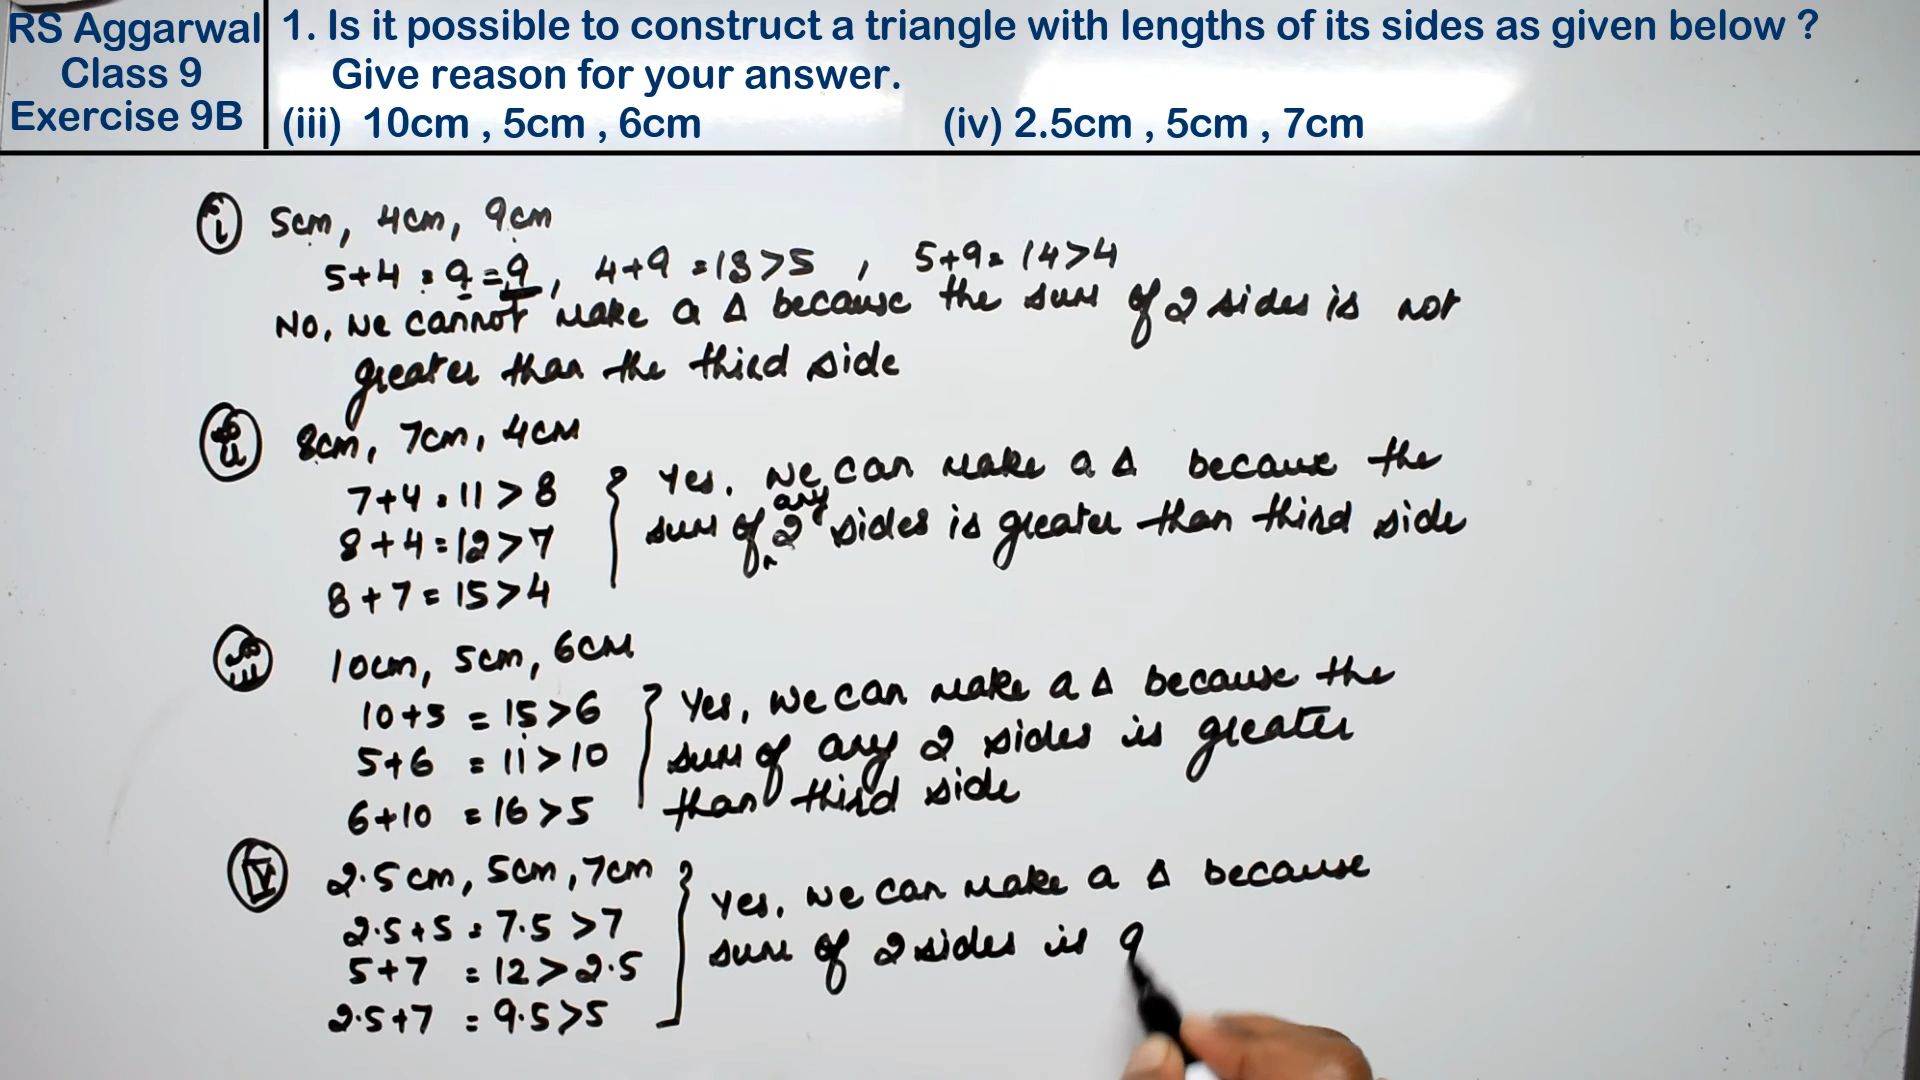 RS Aggarwal
Class 9
Exercise 9B
1. Is it possible to construct a triangle with lengths of its sides as given below ?
Give reason for your answer.
(iii) 10cm , 5cm , 6cm (iv) 2.5cm , 5cm , 7cm
(i) 5cm, 4cm, 9cm
5+4 = 9 = 9, 4+9 = 13 > 5 , 5+9 = 14 > 4
No, we cannot make a Δ because the sum of 2 sides is not
greater than the third side
(ii) 8cm, 7cm, 4cm
7+4 = 11 > 8
8+4 = 12 > 7
8+7 = 15 > 4
Yes, we can make a Δ because the
sum of any 2 sides is greater than third side
(iii) 10cm, 5cm, 6cm
10+5 = 15 > 6
5+6 = 11 > 10
6+10 = 16 > 5
Yes, we can make a Δ because the
sum of any 2 sides is greater
than third side
(iv) 2.5cm, 5cm, 7cm
2.5+5 = 7.5 > 7
5+7 = 12 > 2.5
2.5+7 = 9.5 > 5
Yes, we can make a Δ because
sum of 2 sides is g